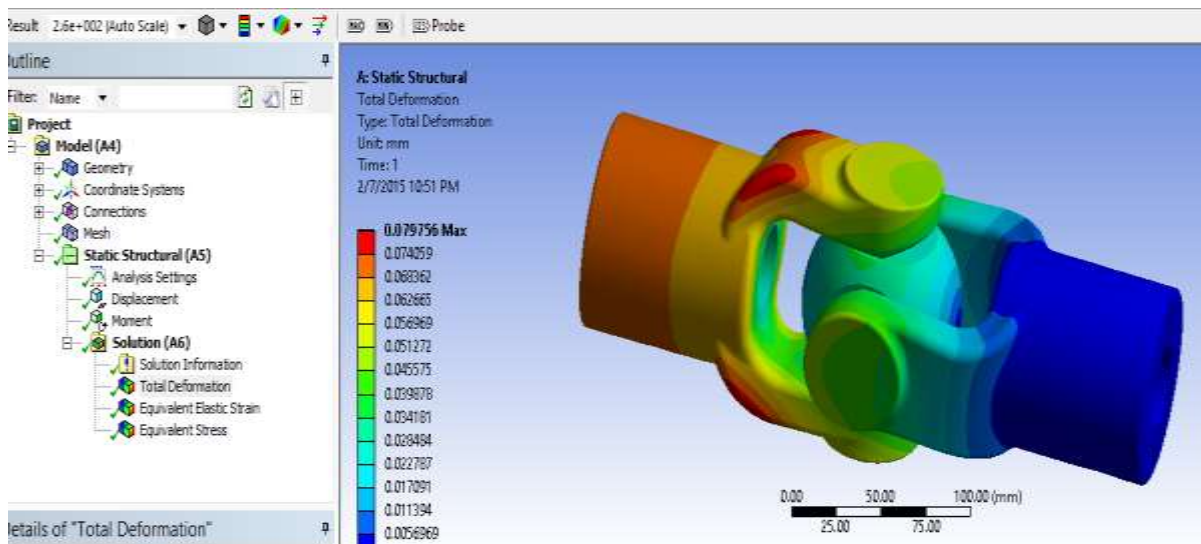 Result 2.6e+002 (Auto Scale) MAX MIN Probe
Outline
Filter: Name
Project
Model (A4)
Geometry
Coordinate Systems
Connections
Mesh
Static Structural (A5)
Analysis Settings
Displacement
Moment
Solution (A6)
Solution Information
Total Deformation
Equivalent Elastic Strain
Equivalent Stress
Details of "Total Deformation"
A: Static Structural
Total Deformation
Type: Total Deformation
Unit: mm
Time: 1
2/7/2015 10:51 PM
0.079756 Max
0.074059
0.068362
0.062665
0.056969
0.051272
0.045575
0.039878
0.034181
0.028484
0.022787
0.017091
0.011394
0.0056969
0.00 50.00 100.00 (mm)
25.00 75.00